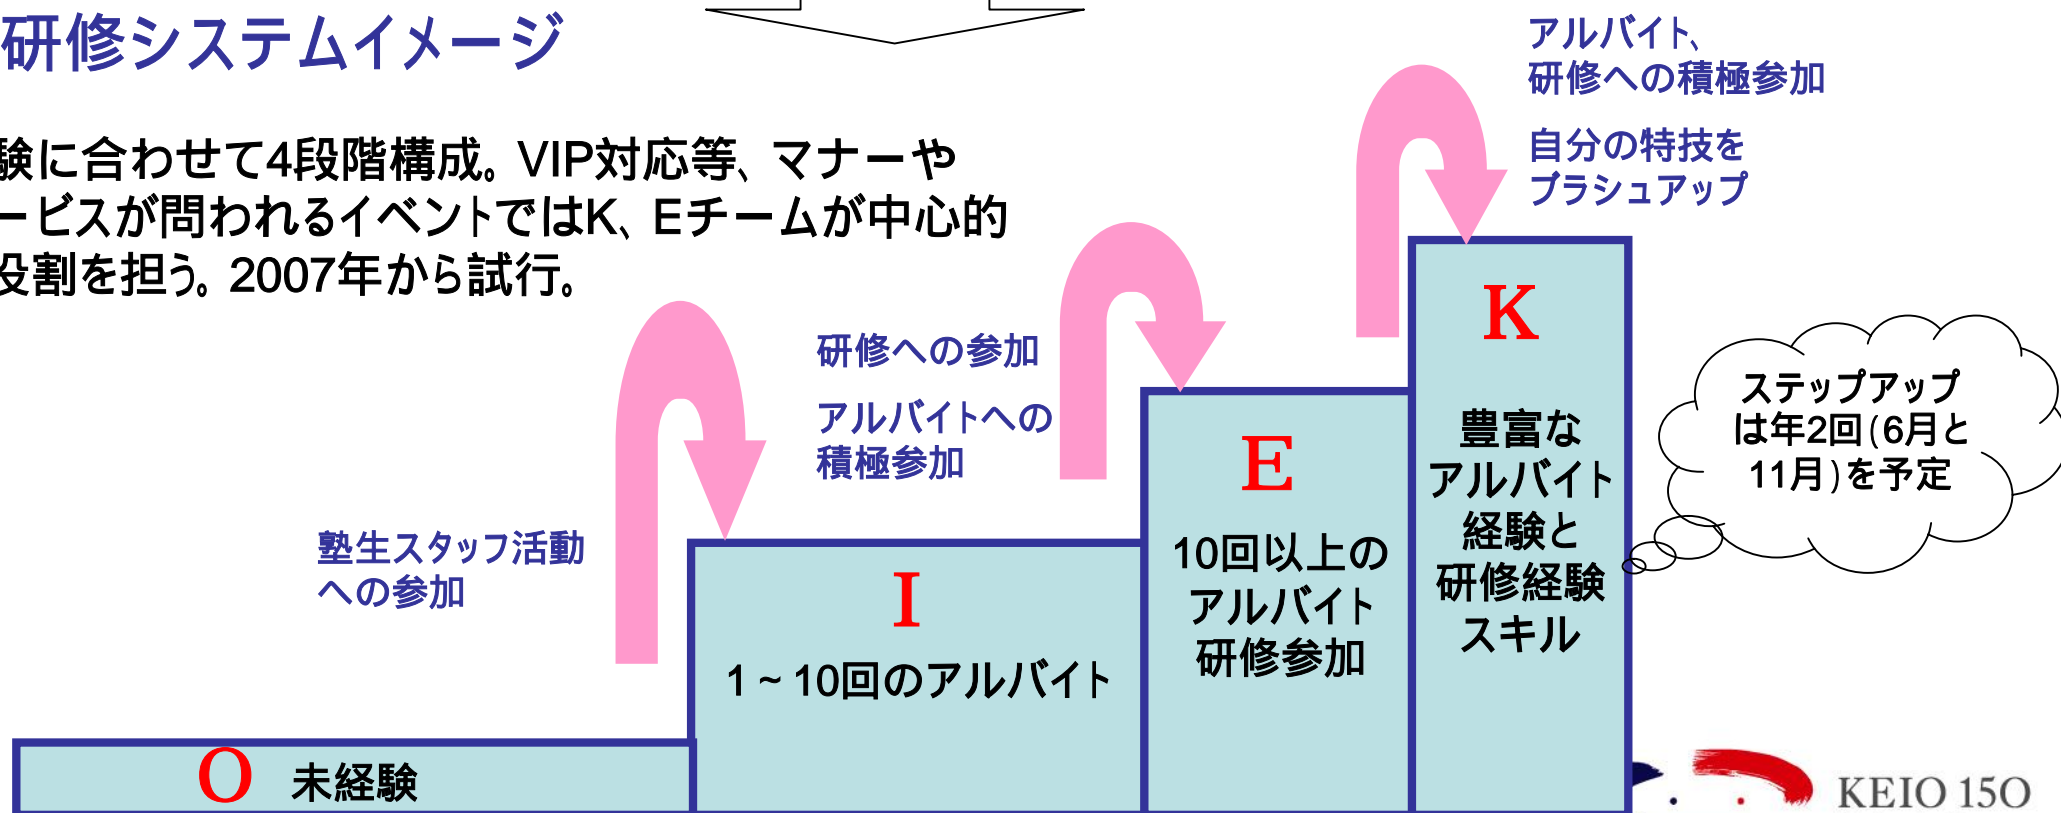 研修システムイメージ
験に合わせて4段階構成。VIP対応等、マナーや
ービスが問われるイベントではK、Eチームが中心的
役割を担う。2007年から試行。
アルバイト、
研修への積極参加
自分の特技を
ブラシュアップ
研修への参加
アルバイトへの
積極参加
塾生スタッフ活動
への参加
K
豊富な
アルバイト
経験と
研修経験
スキル
E
10回以上の
アルバイト
研修参加
I
1~10回のアルバイト
O 未経験
ステップアップ
は年2回(6月と
11月)を予定
KEIO 150